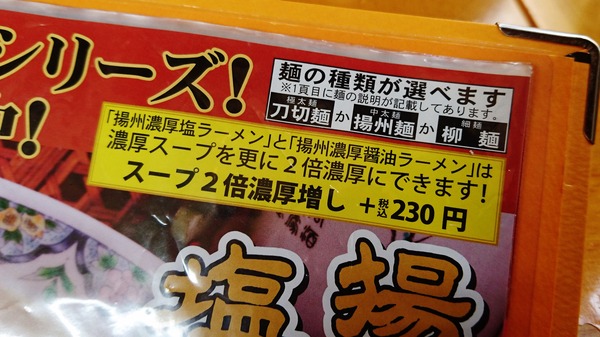 シリーズ!
中!
麺の種類が選べます
※1頁目に麺の説明が記載してあります。
極太麺 中太麺 細麺
刀切麺か揚州麺か柳麺
「揚州濃厚塩ラーメン」と「揚州濃厚醤油ラーメン」は
濃厚スープを更に2倍濃厚にできます!
スープ2倍濃厚増し +税込230円
塩 揚